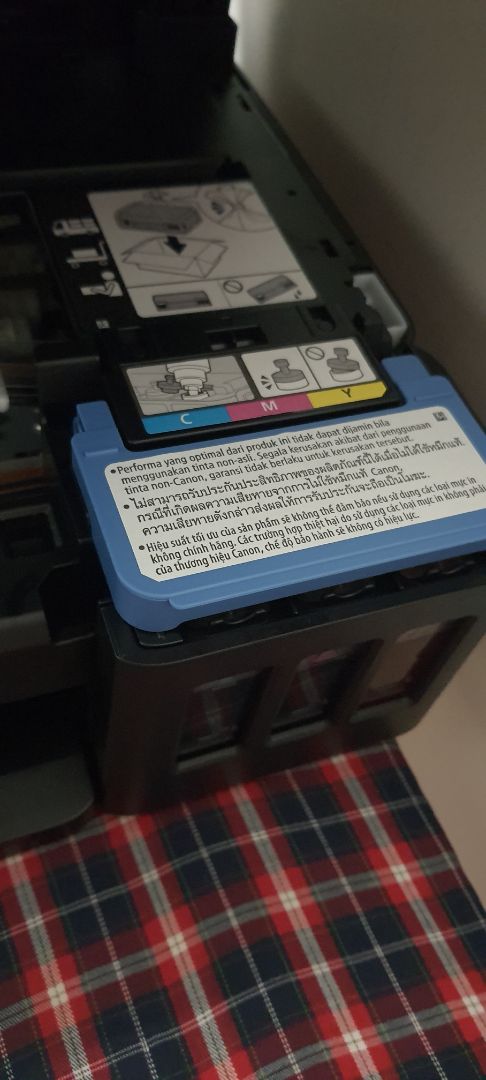 C M Y
• Performa yang optimal dari produk ini tidak dapat dijamin bila
menggunakan tinta non-asli. Segala kerusakan akibat dari penggunaan
tinta non-Canon, garansi tidak berlaku untuk kerusakan tersebut.
• ไม่สามารถรับประกันประสิทธิภาพของผลิตภัณฑ์นี้ได้เมื่อไม่ได้ใช้หมึกแท้.
กรณีที่เกิดผลความเสียหายจากการไม่ใช้หมึกแท้ Canon,
ความเสียหายดังกล่าวส่งผลให้การรับประกันจะถือเป็นโมฆะ.
• Hiệu suất tối ưu của sản phẩm sẽ không thể đảm bảo nếu sử dụng các loại mực in
không chính hãng. Các trường hợp thiệt hại do sử dụng các loại mực in không phải
của thương hiệu Canon, chế độ bảo hành sẽ không có hiệu lực.